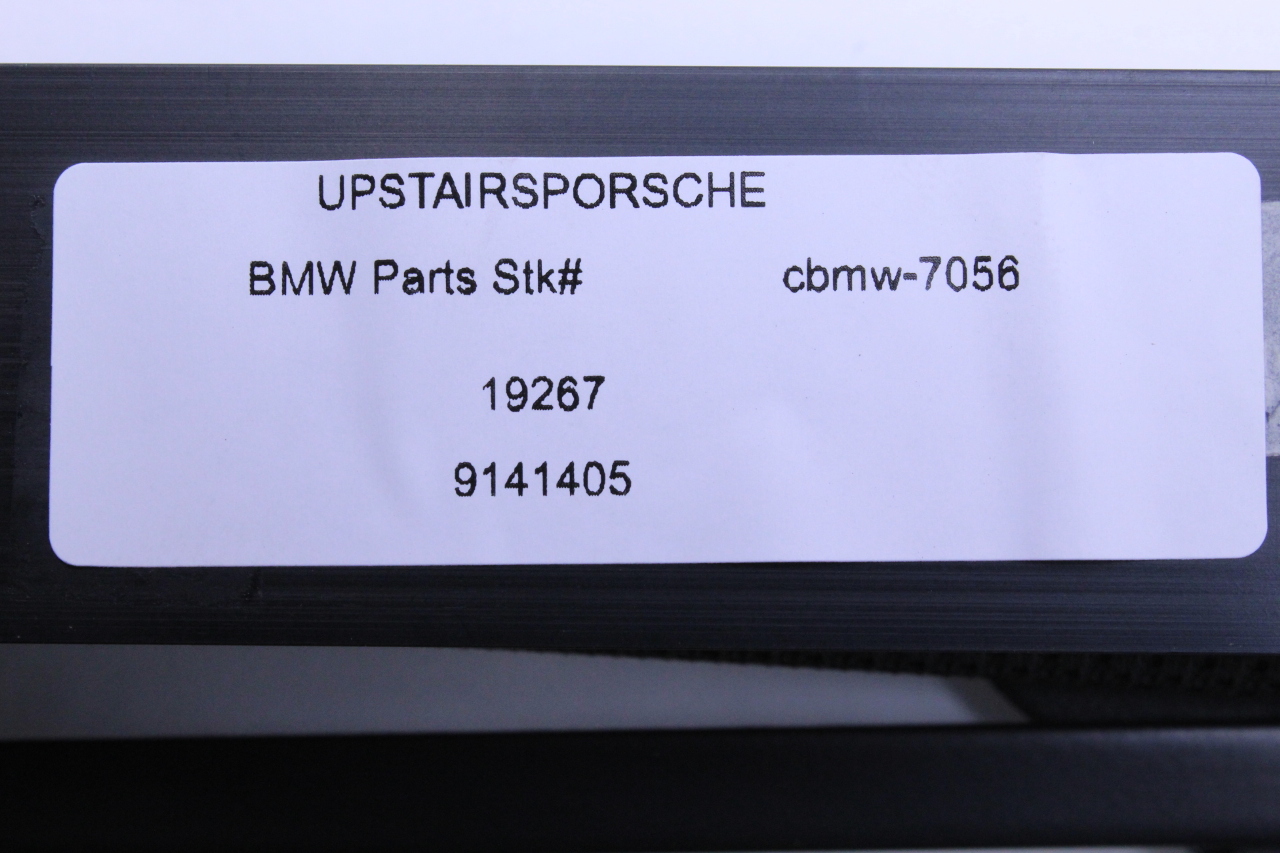 UPSTAIRSPORSCHE
BMW Parts Stk# cbmw-7056
19267
9141405